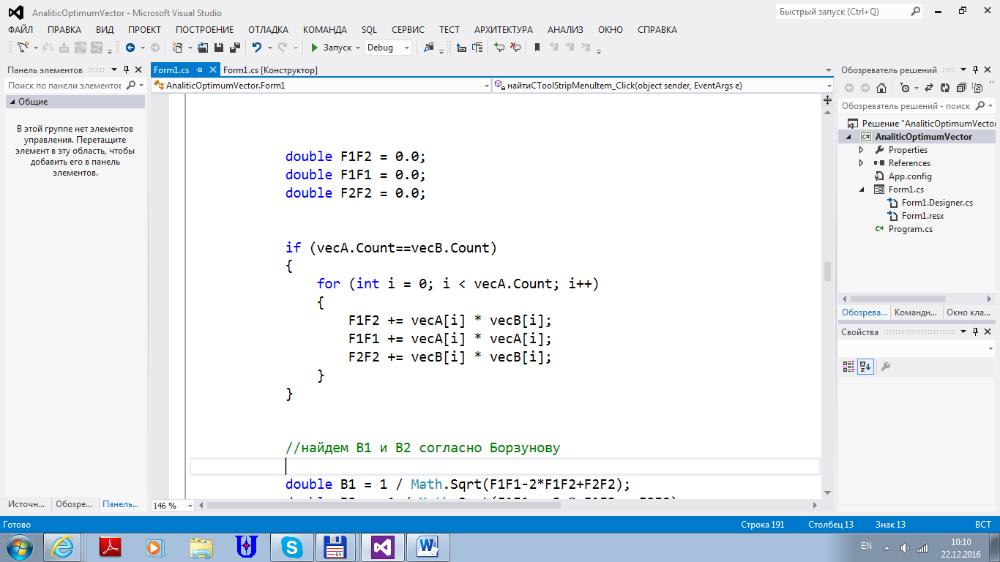 AnaliticOptimumVector - Microsoft Visual Studio
Быстрый запуск (Ctrl+Q)
ФАЙЛ ПРАВКА ВИД ПРОЕКТ ПОСТРОЕНИЕ ОТЛАДКА КОМАНДА SQL СЕРВИС ТЕСТ АРХИТЕКТУРА АНАЛИЗ ОКНО СПРАВКА
Запуск Debug
Панель элементов
Поиск по панели элементов
Общие
В этой группе нет элементов
управления. Перетащите
элемент в эту область, чтобы
добавить его в панель
элементов.
Источн... Обозре... Панель...
Form1.cs Form1.cs [Конструктор]
AnaliticOptimumVector.Form1 найтиCToolStripMenuItem_Click(object sender, EventArgs e)
double F1F2 = 0.0;
double F1F1 = 0.0;
double F2F2 = 0.0;
if (vecA.Count==vecB.Count)
{
for (int i = 0; i < vecA.Count; i++)
{
F1F2 += vecA[i] * vecB[i];
F1F1 += vecA[i] * vecA[i];
F2F2 += vecB[i] * vecB[i];
}
}
//найдем B1 и B2 согласно Борзунову
double B1 = 1 / Math.Sqrt(F1F1-2*F1F2+F2F2);
146 %
Обозреватель решений
Обозреватель решений - поиск
Решение "AnaliticOptimumVector
AnaliticOptimumVector
Properties
References
App.config
Form1.cs
Form1.Designer.cs
Form1.resx
Program.cs
Обозрева... Командн... Окно кла...
Свойства
Готово Строка 191 Столбец 13 Знак 13 ВСТ
EN
10:10
22.12.2016